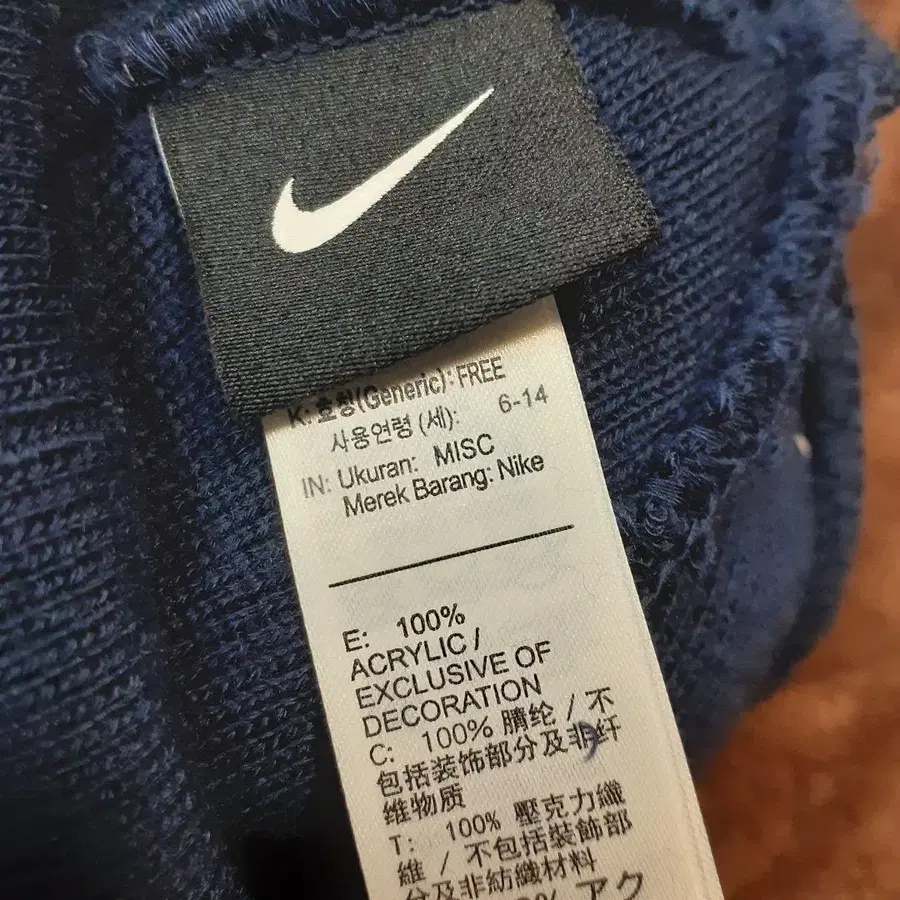 K: 호칭(Generic): FREE
사용연령 (세): 6-14
IN: Ukuran: MISC
Merek Barang: Nike
E: 100%
ACRYLIC /
EXCLUSIVE OF
DECORATION
C: 100% 腈纶 / 不
包括装饰部分及非纤
维物质
T: 100% 壓克力纖
維 / 不包括裝飾部
分及非紡織材料
% アク